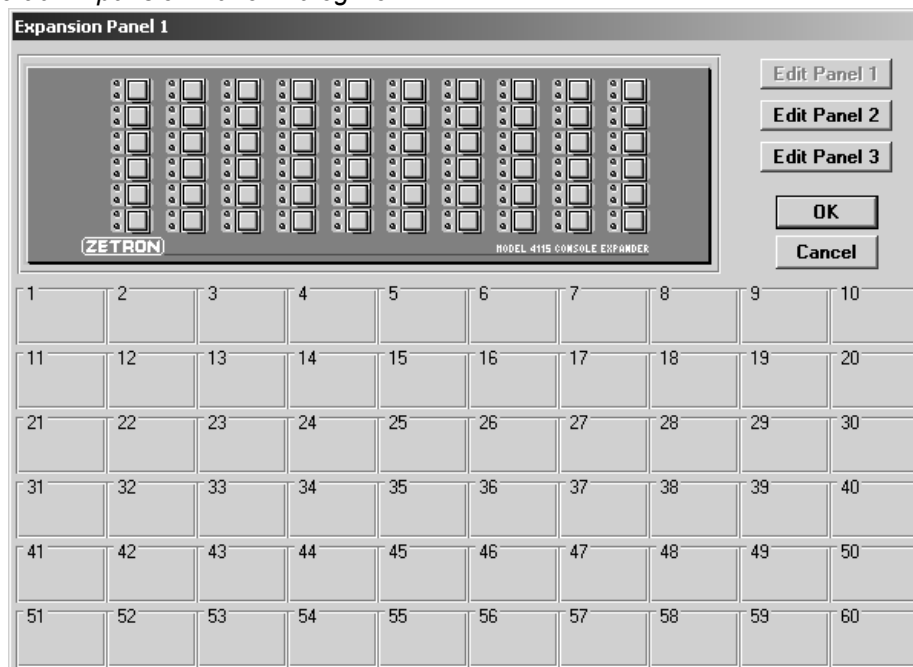 Expansion Panel 1
Edit Panel 1
Edit Panel 2
Edit Panel 3
OK
Cancel
ZETRON
MODEL 4115 CONSOLE EXPANDER
1 2 3 4 5 6 7 8 9 10
11 12 13 14 15 16 17 18 19 20
21 22 23 24 25 26 27 28 29 30
31 32 33 34 35 36 37 38 39 40
41 42 43 44 45 46 47 48 49 50
51 52 53 54 55 56 57 58 59 60